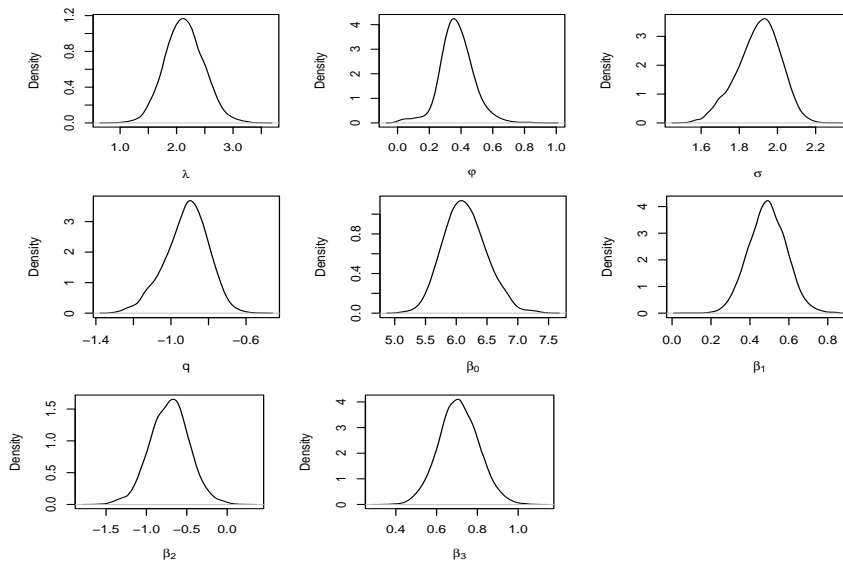 Density
0.0 0.4 0.8 1.2
1.0 2.0 3.0
λ
Density
0 1 2 3 4
0.0 0.2 0.4 0.6 0.8 1.0
φ
Density
0 1 2 3
1.6 1.8 2.0 2.2
σ
Density
0 1 2 3
−1.4 −1.0 −0.6
q
Density
0.0 0.4 0.8
5.0 5.5 6.0 6.5 7.0 7.5
β0
Density
0 1 2 3 4
0.0 0.2 0.4 0.6 0.8
β1
Density
0.0 0.5 1.0 1.5
−1.5 −1.0 −0.5 0.0
β2
Density
0 1 2 3 4
0.4 0.6 0.8 1.0
β3